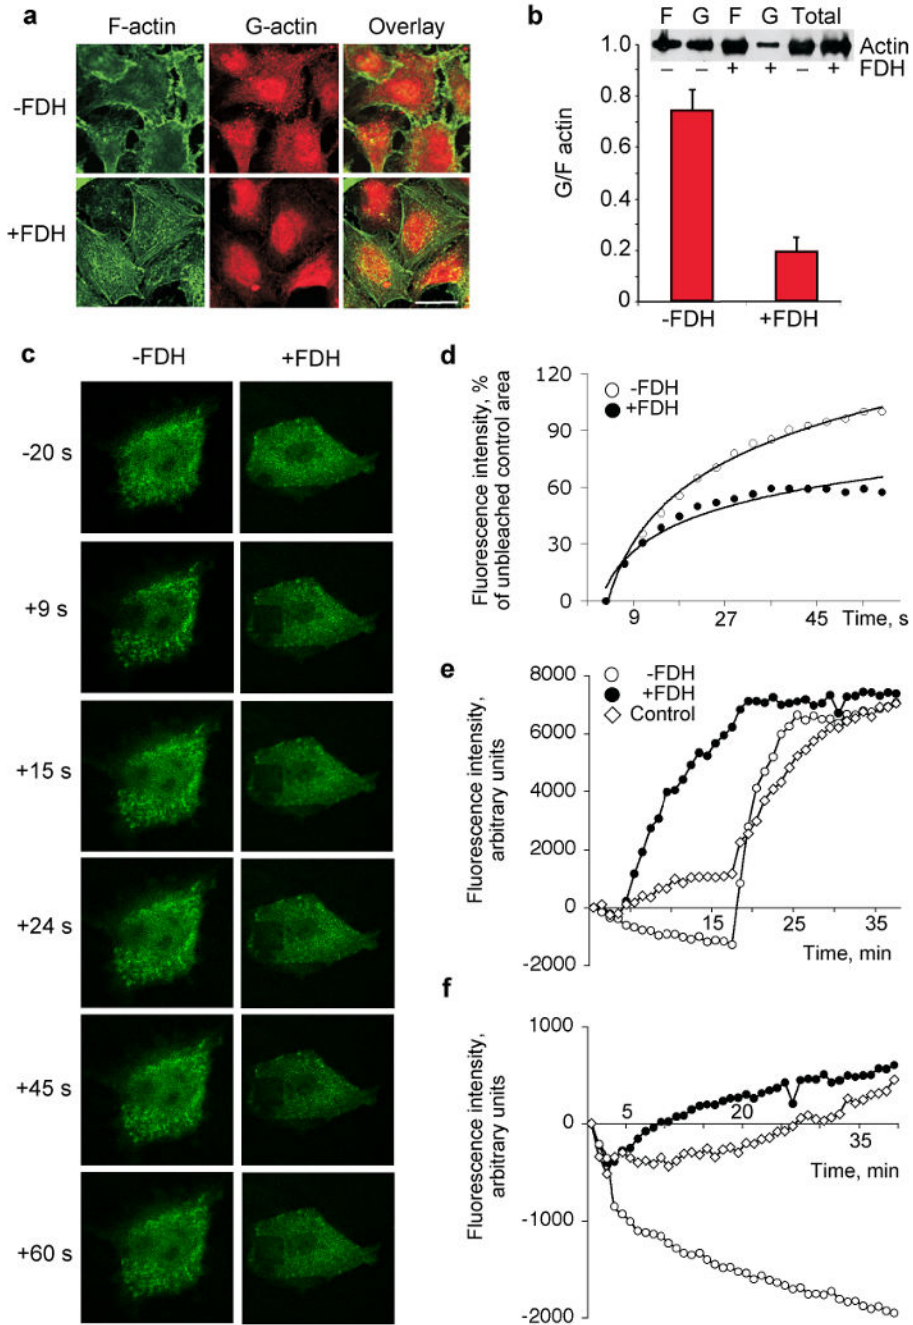 a
F-actin G-actin Overlay
-FDH
+FDH
b
F G F G Total
Actin
– – + + – + FDH
G/F actin
1.0
0.8
0.6
0.4
0.2
0
-FDH +FDH
c
-FDH +FDH
-20 s
+9 s
+15 s
+24 s
+45 s
+60 s
d
Fluorescence intensity, %
of unbleached control area
120
90
60
30
0
-FDH
+FDH
9 27 45 Time, s
e
Fluorescence intensity,
arbitrary units
8000
6000
4000
2000
0
-2000
-FDH
+FDH
Control
5 15 25 35
Time, min
f
Fluorescence intensity,
arbitrary units
1000
0
-1000
-2000
5 20 35
Time, min